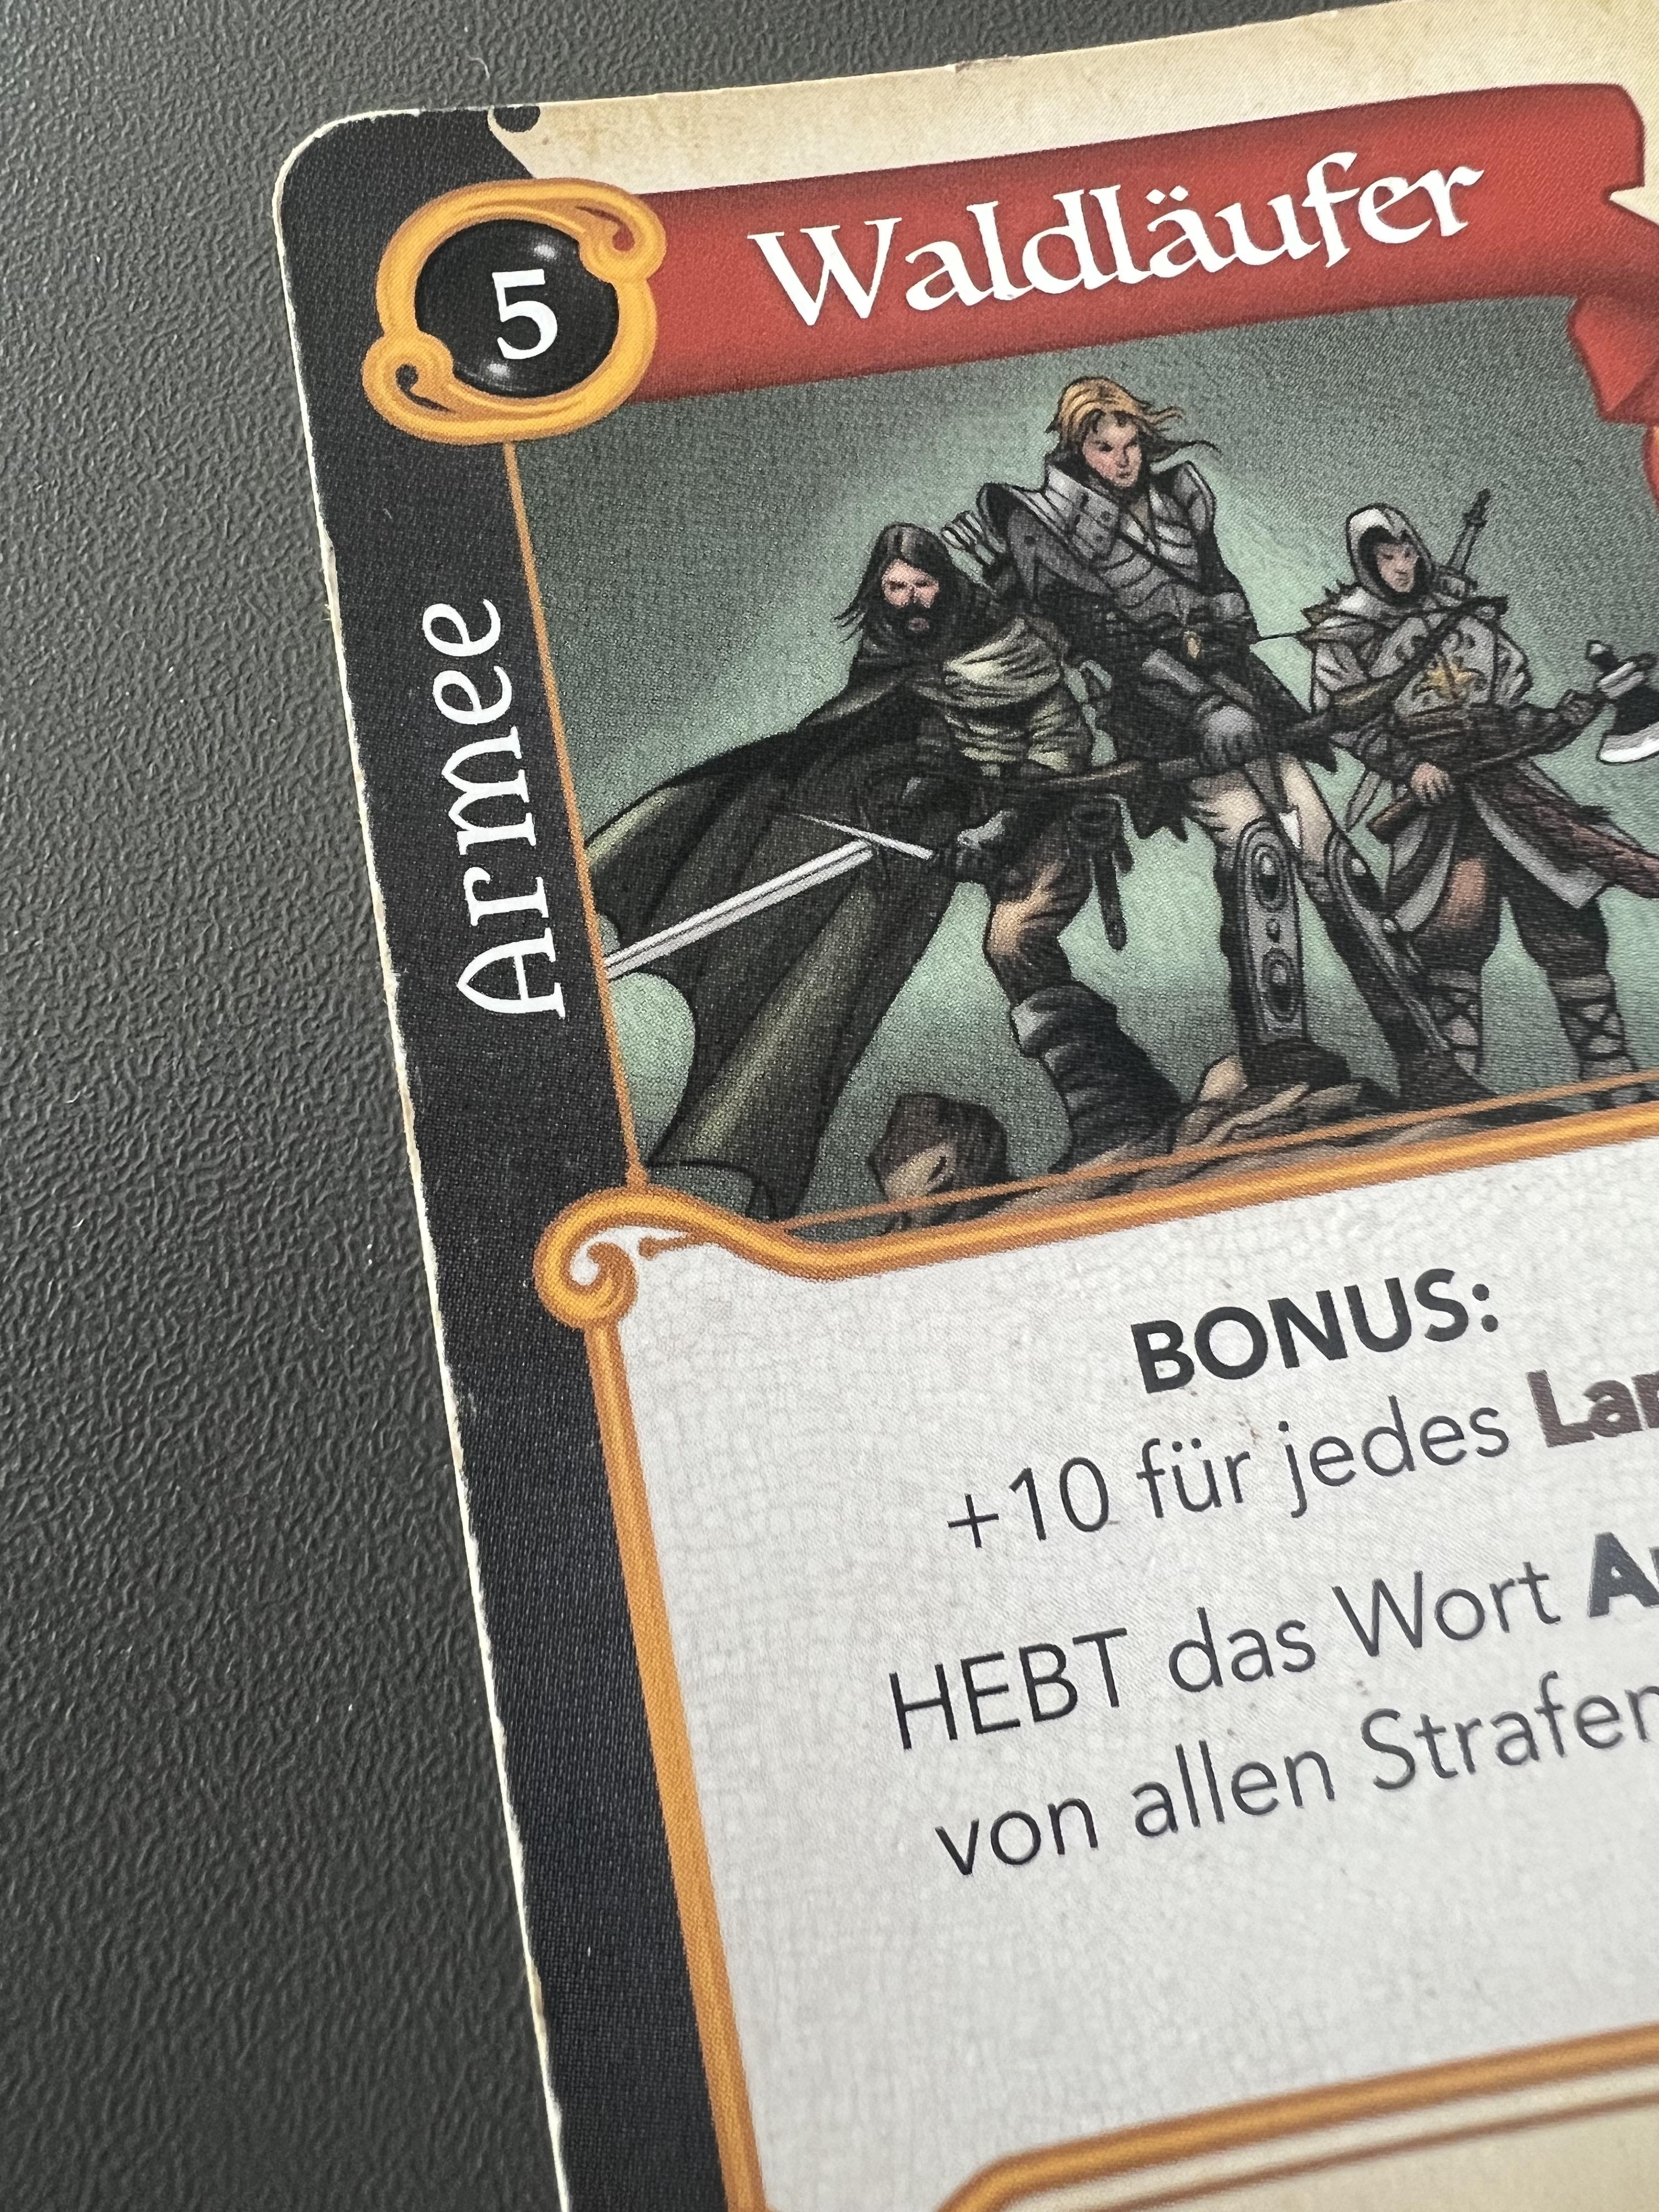 5
Waldläufer
Armee
BONUS:
+10 für jedes
HEBT das Wort
von allen Strafen